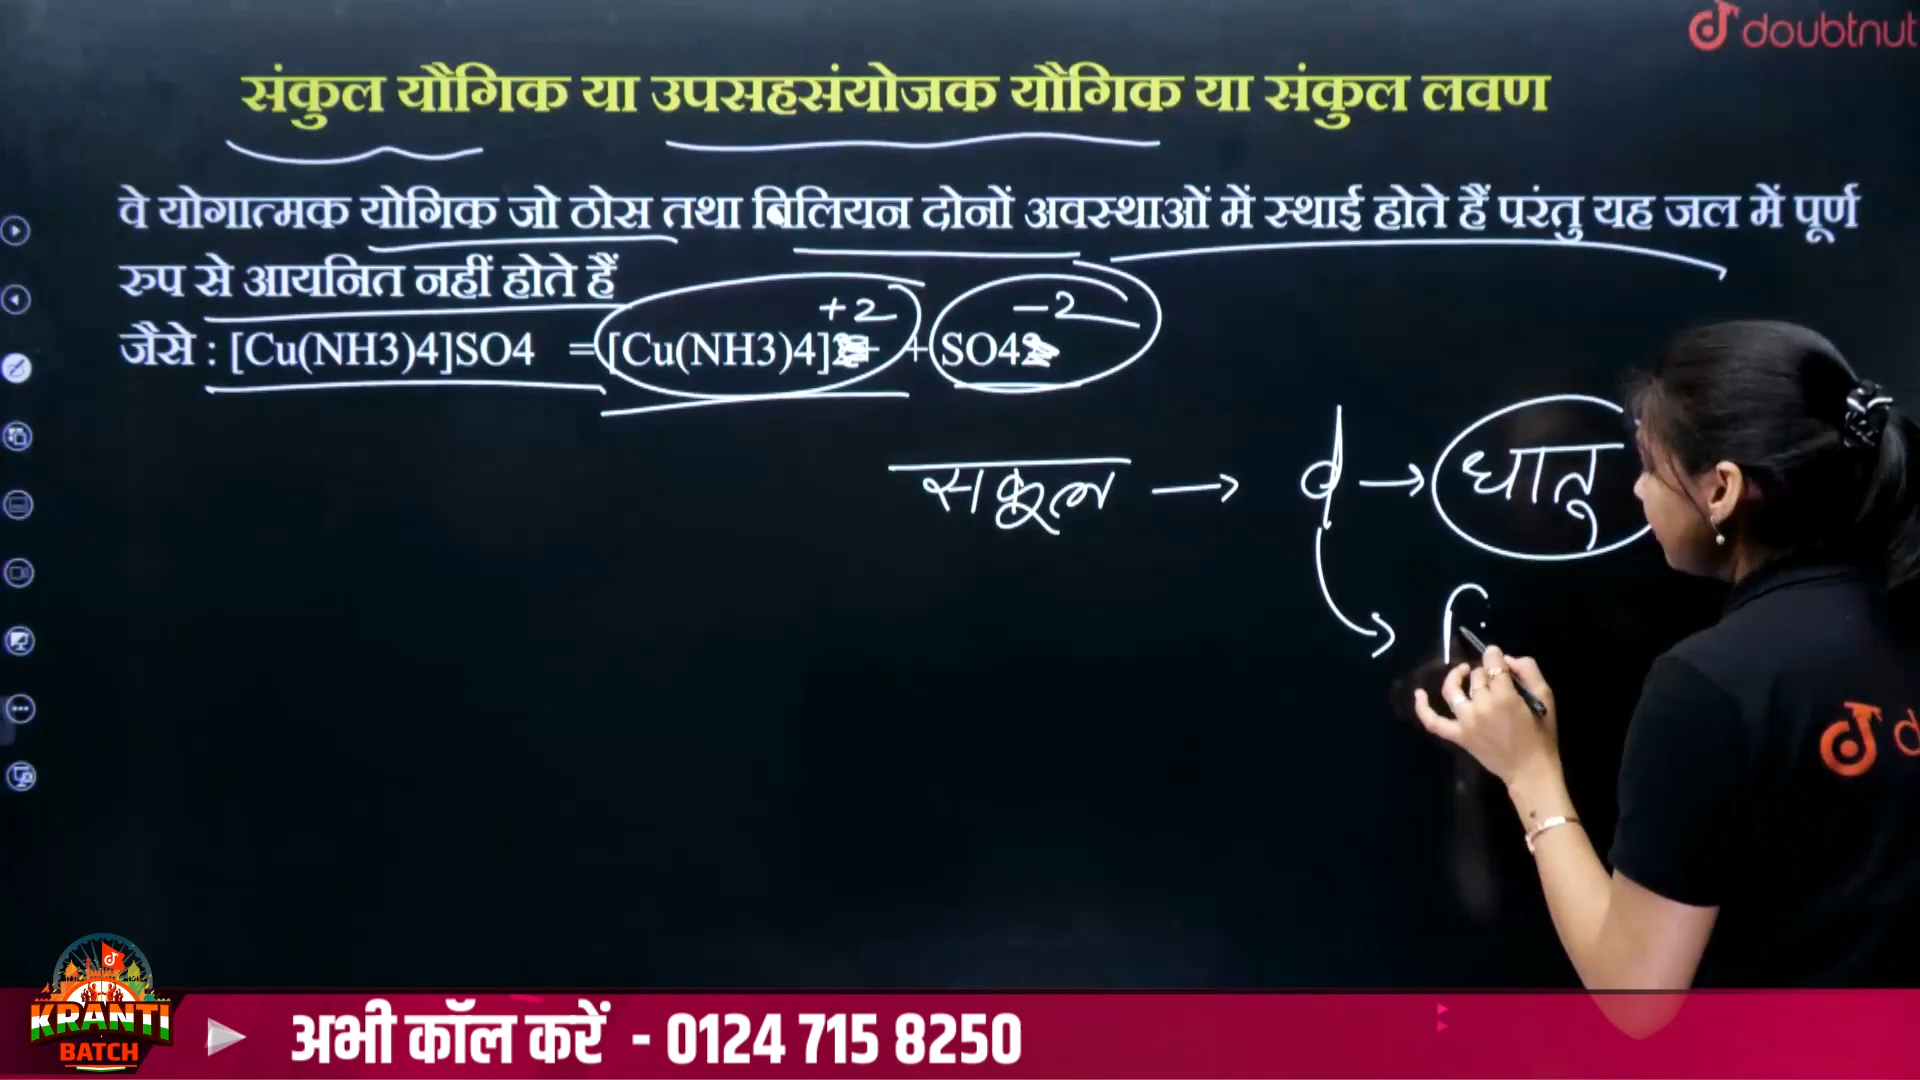 doubtnut
संकुल यौगिक या उपसहसंयोजक यौगिक या संकुल लवण
वे योगात्मक योगिक जो ठोस तथा विलियन दोनों अवस्थाओं में स्थाई होते हैं परंतु यह जल में पूर्ण
रुप से आयनित नहीं होते हैं
+2 -2
जैसे : [Cu(NH3)4]SO4 = [Cu(NH3)4] + SO4
सकुल → d → धातु
d
KRANTI
BATCH
अभी कॉल करें - 0124 715 8250